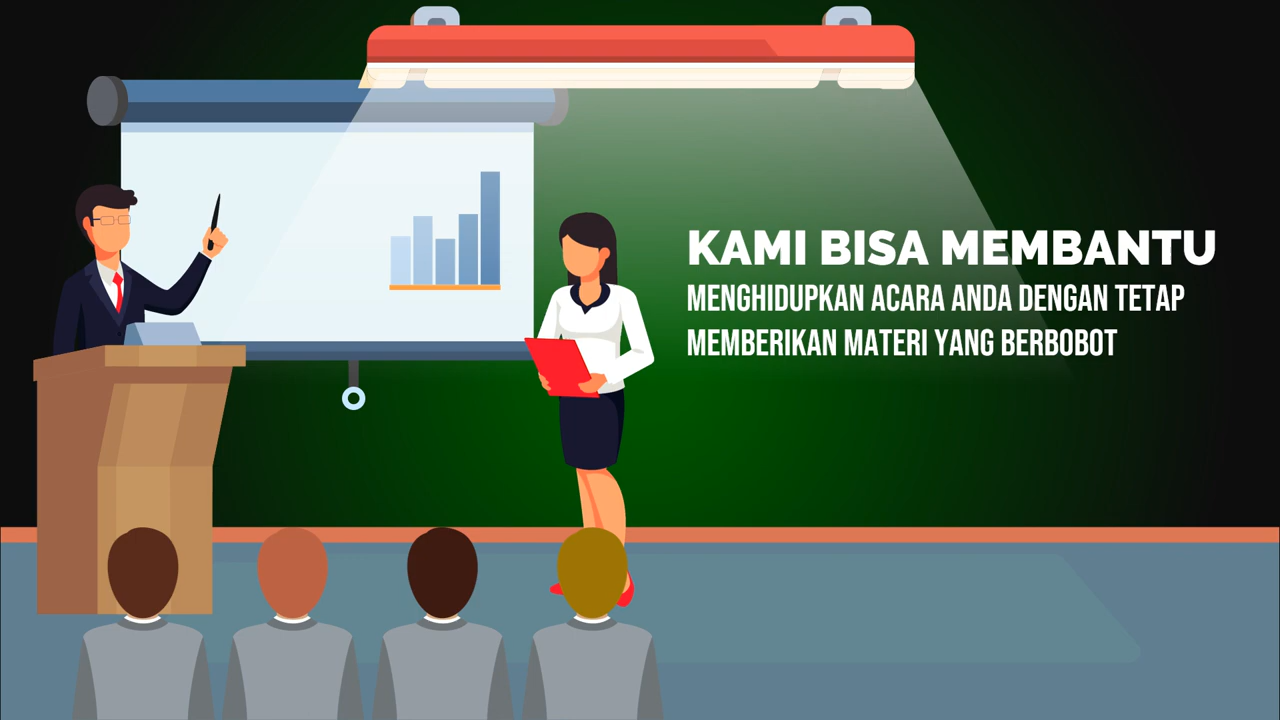 KAMI BISA MEMBANTU
MENGHIDUPKAN ACARA ANDA DENGAN TETAP
MEMBERIKAN MATERI YANG BERBOBOT